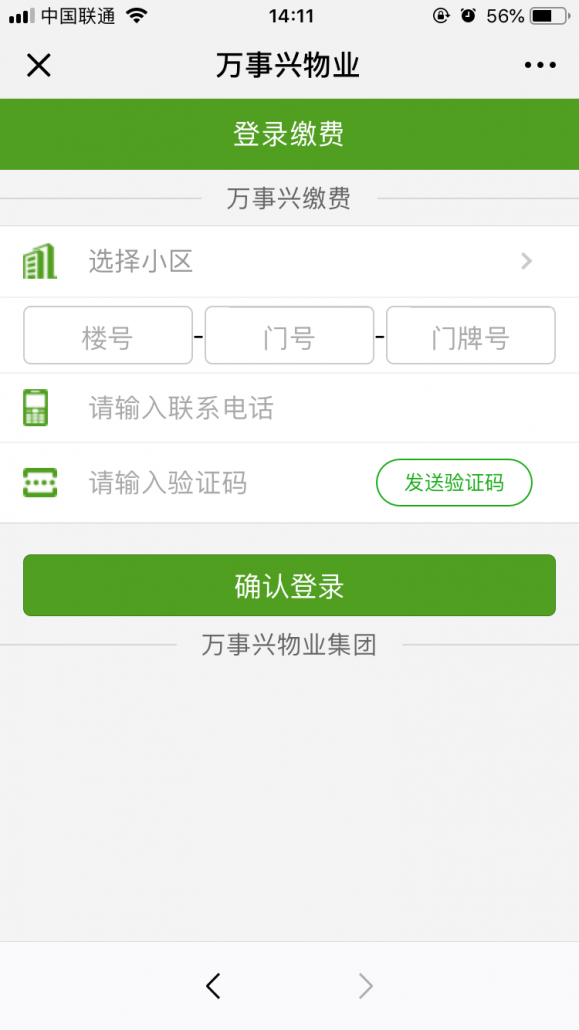 中国联通 14:11 56%
万事兴物业
登录缴费
万事兴缴费
选择小区
楼号-门号-门牌号
请输入联系电话
请输入验证码 发送验证码
确认登录
万事兴物业集团